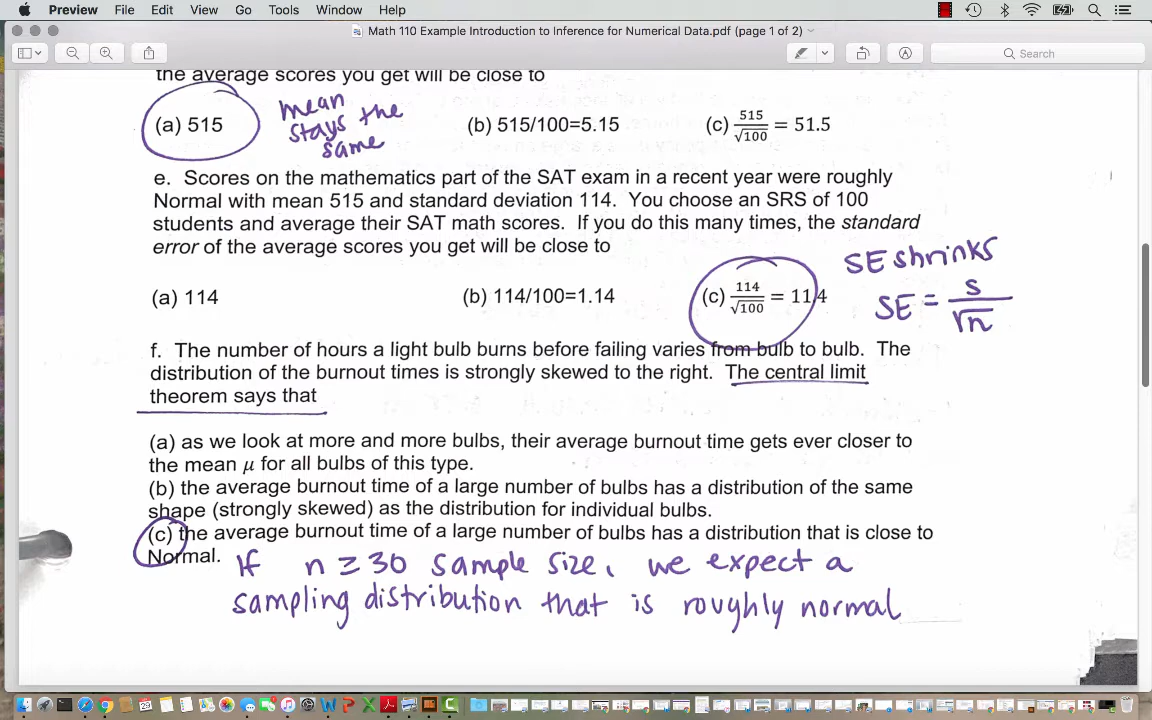 Preview File Edit View Go Tools Window Help
Math 110 Example Introduction to Inference for Numerical Data.pdf (page 1 of 2)
Search
the average scores you get will be close to
(a) 515
mean
stays the
same
(b) 515/100=5.15
(c) 515/√100 = 51.5
e. Scores on the mathematics part of the SAT exam in a recent year were roughly
Normal with mean 515 and standard deviation 114. You choose an SRS of 100
students and average their SAT math scores. If you do this many times, the standard
error of the average scores you get will be close to
SE shrinks
(a) 114
(b) 114/100=1.14
(c) 114/√100 = 11.4
SE = s/√n
f. The number of hours a light bulb burns before failing varies from bulb to bulb. The
distribution of the burnout times is strongly skewed to the right. The central limit
theorem says that
(a) as we look at more and more bulbs, their average burnout time gets ever closer to
the mean μ for all bulbs of this type.
(b) the average burnout time of a large number of bulbs has a distribution of the same
shape (strongly skewed) as the distribution for individual bulbs.
(c) the average burnout time of a large number of bulbs has a distribution that is close to
Normal.
If n ≥ 30 sample size, we expect a
sampling distribution that is roughly normal